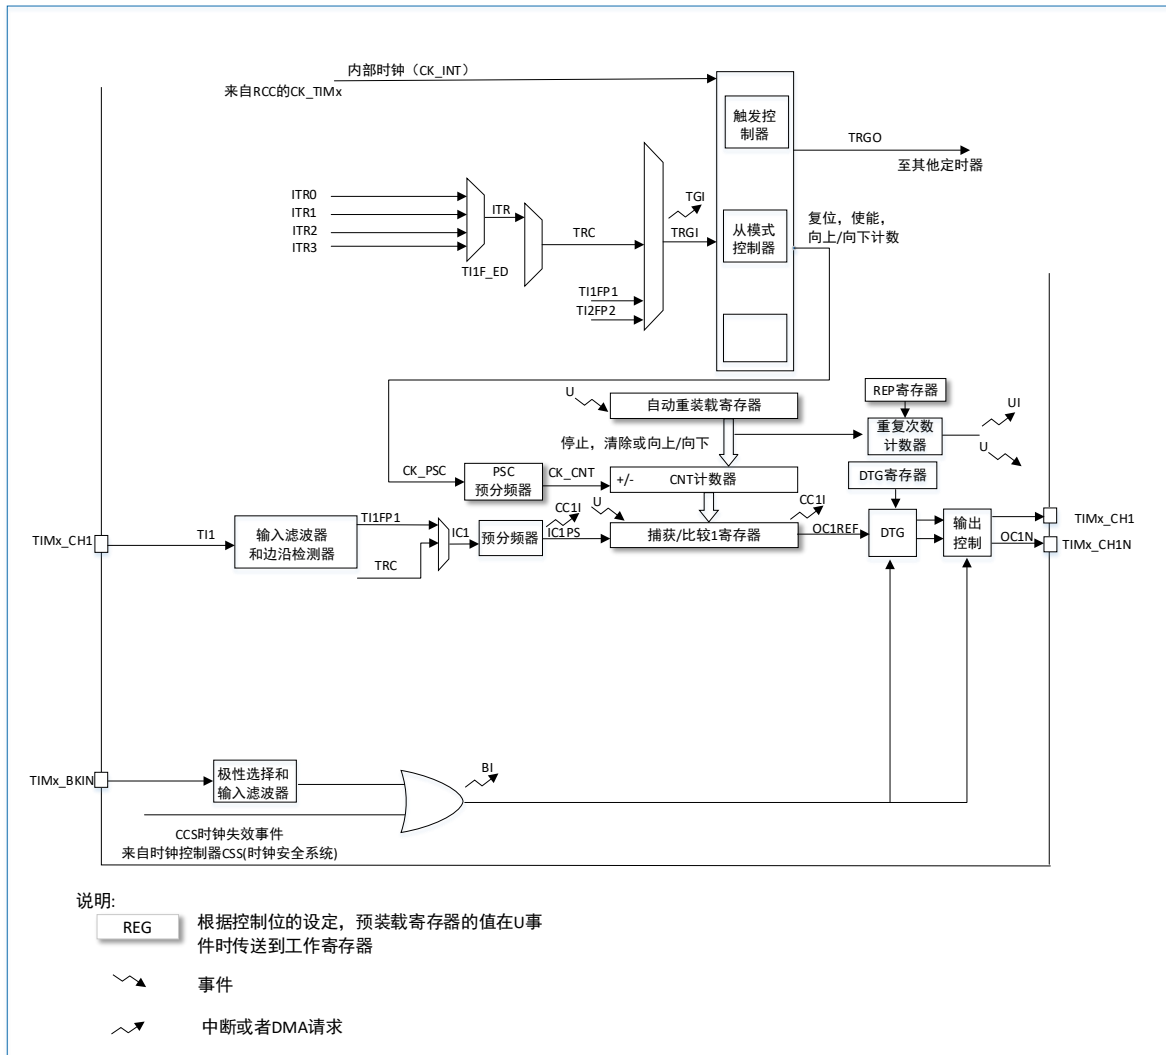 内部时钟（CK_INT）
来自RCC的CK_TIMx
触发控
制器
TRGO
至其他定时器
ITR0
ITR1
ITR2
ITR3
ITR
TI1F_ED
TRC
TGI
TRGI
从模式
控制器
复位，使能，
向上/向下计数
TI1FP1
TI2FP2
U
自动重装载寄存器
REP寄存器
UI
停止，清除或向上/向下
重复次数
计数器
U
CK_PSC
PSC
预分频器
CK_CNT
+/-
CNT计数器
DTG寄存器
TIMx_CH1
TI1
输入滤波器
和边沿检测器
TI1FP1
TRC
IC1
预分频器
CC1I
IC1PS
U
捕获/比较1寄存器
CC1I
OC1REF
DTG
输出
控制
OC1N
TIMx_CH1
TIMx_CH1N
TIMx_BKIN
极性选择和
输入滤波器
BI
CCS时钟失效事件
来自时钟控制器CSS(时钟安全系统)
说明:
REG
根据控制位的设定，预装载寄存器的值在U事
件时传送到工作寄存器
事件
中断或者DMA请求